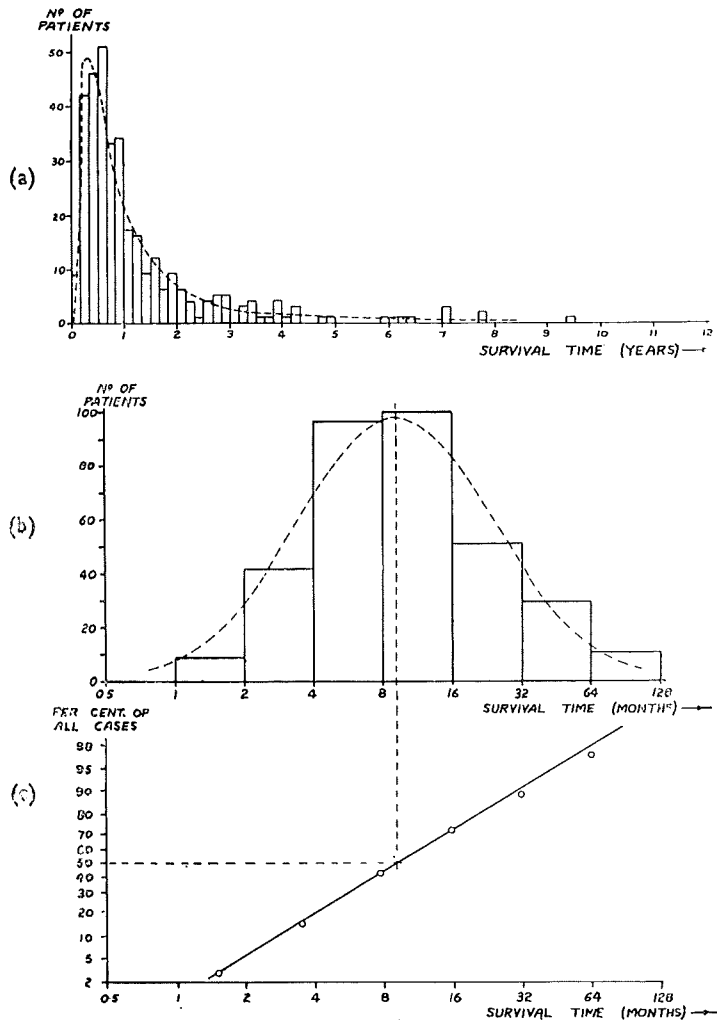 Nº OF
PATIENTS
50
40
30
20
10
0
(a)
0 1 2 3 4 5 6 7 8 9 10 11 12
SURVIVAL TIME (YEARS)
Nº OF
PATIENTS
100
80
60
40
20
0
(b)
0·5 1 2 4 8 16 32 64 128
SURVIVAL TIME (MONTHS)
PER CENT. OF
ALL CASES
98
95
90
80
70
60
50
40
30
20
10
5
2
(c)
0·5 1 2 4 8 16 32 64 128
SURVIVAL TIME (MONTHS)